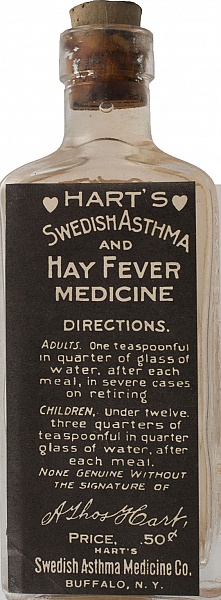 ♥ HART'S ♥
SWEDISH ASTHMA
AND
HAY FEVER
MEDICINE
DIRECTIONS.
ADULTS. One teaspoonful
in quarter of glass of
water, after each
meal, in severe cases
on retiring
CHILDREN, Under twelve.
three quarters of
teaspoonful in quarter
glass of water, after
each meal.
NONE GENUINE WITHOUT
THE SIGNATURE OF
A Thos Hart,
PRICE, .50¢
HART'S
Swedish Asthma Medicine Co.
BUFFALO, N.Y.